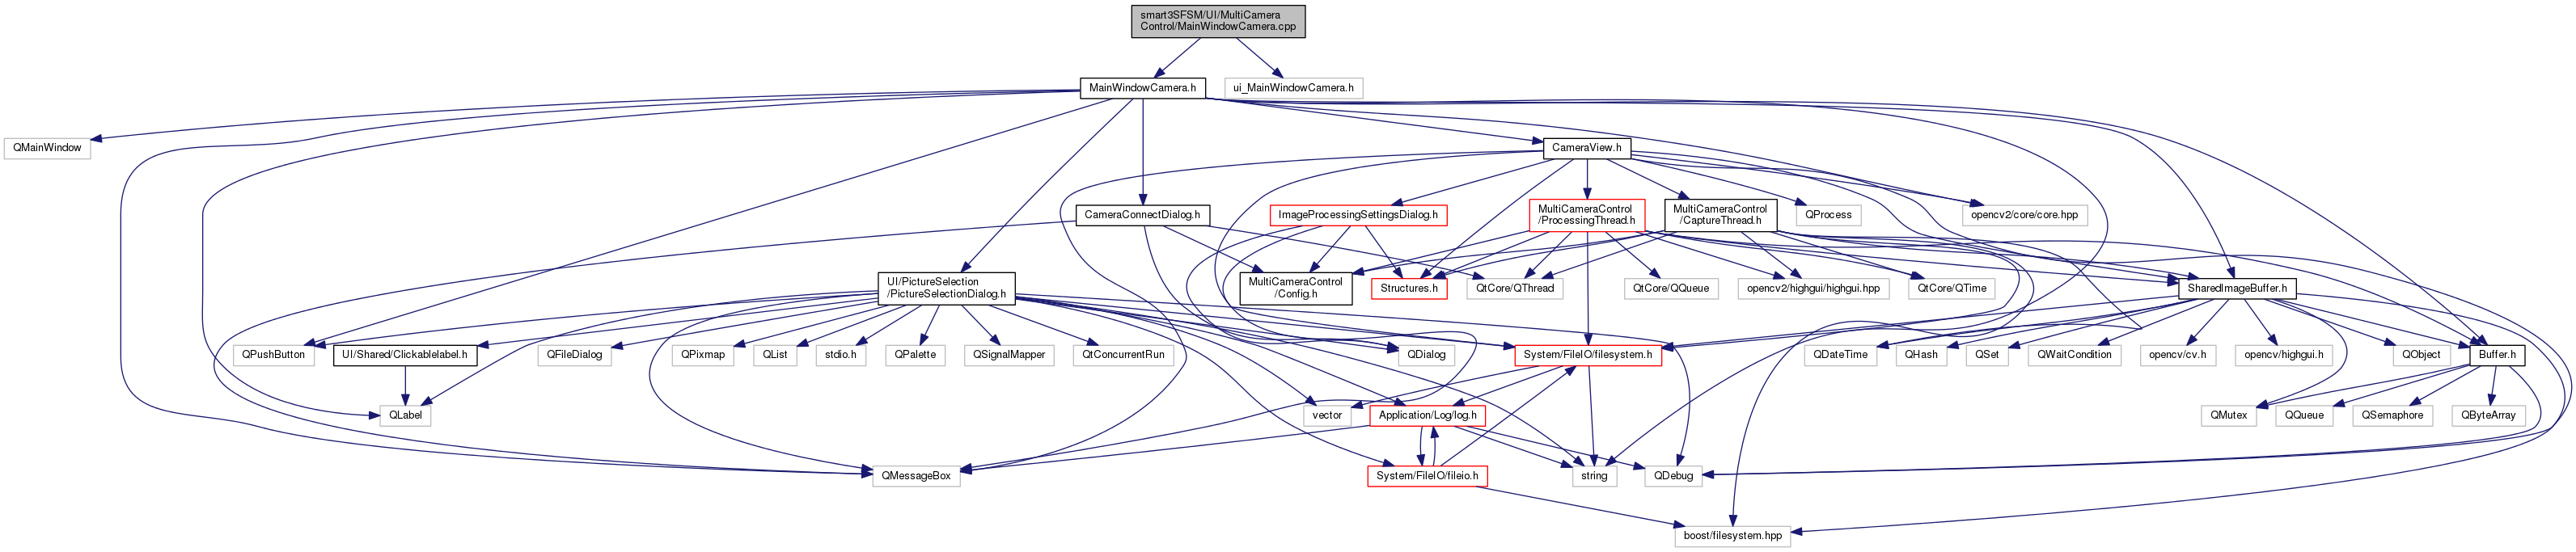 smart3SFSM/UI/MultiCamera
Control/MainWindowCamera.cpp
MainWindowCamera.h
ui_MainWindowCamera.h
QMainWindow
CameraView.h
CameraConnectDialog.h
ImageProcessingSettingsDialog.h
MultiCameraControl
/ProcessingThread.h
MultiCameraControl
/CaptureThread.h
QProcess
opencv2/core/core.hpp
UI/PictureSelection
/PictureSelectionDialog.h
MultiCameraControl
/Config.h
Structures.h
QtCore/QThread
QtCore/QQueue
opencv2/highgui/highgui.hpp
QtCore/QTime
SharedImageBuffer.h
QPushButton
UI/Shared/Clickablelabel.h
QFileDialog
QPixmap
QList
stdio.h
QPalette
QSignalMapper
QtConcurrentRun
QDialog
System/FileIO/filesystem.h
QDateTime
QHash
QSet
QWaitCondition
opencv/cv.h
opencv/highgui.h
QObject
Buffer.h
QLabel
vector
Application/Log/log.h
QMutex
QQueue
QSemaphore
QByteArray
QMessageBox
System/FileIO/fileio.h
string
QDebug
boost/filesystem.hpp